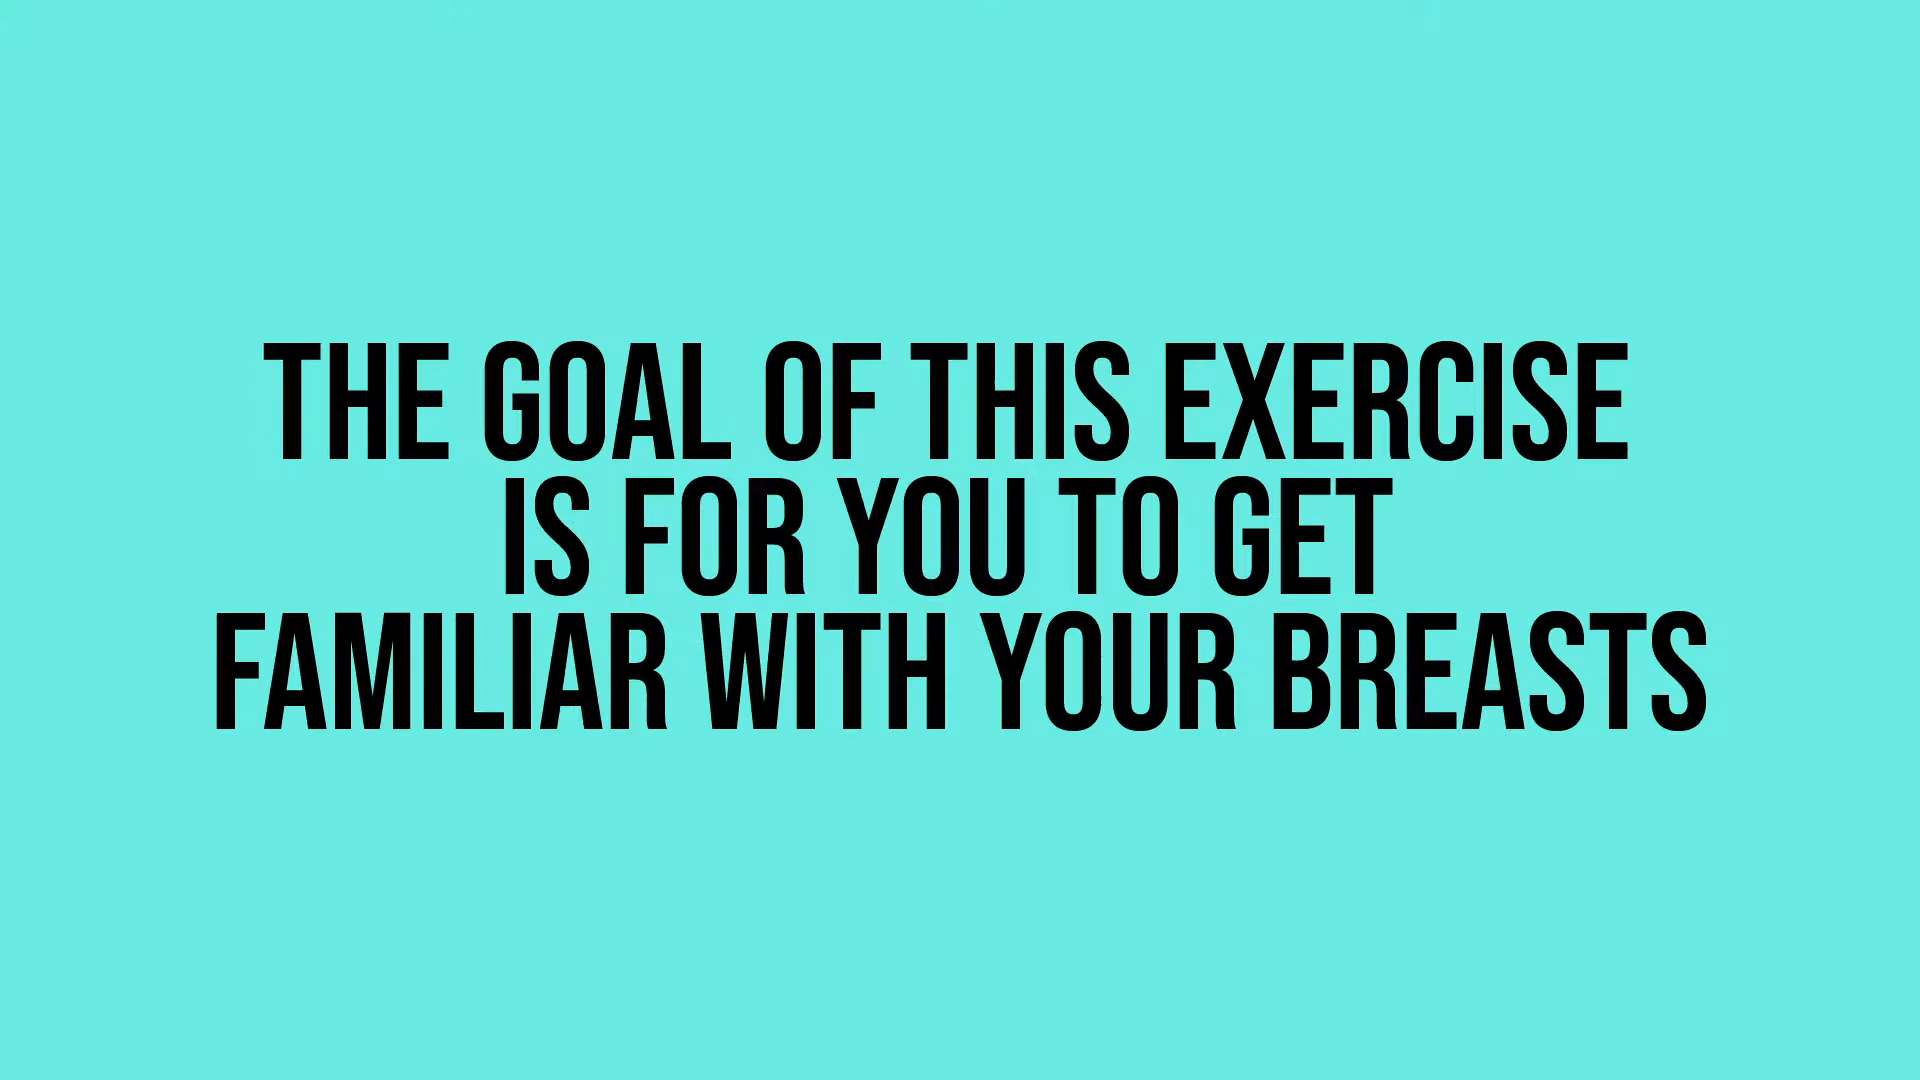 THE GOAL OF THIS EXERCISE
IS FOR YOU TO GET
FAMILIAR WITH YOUR BREASTS